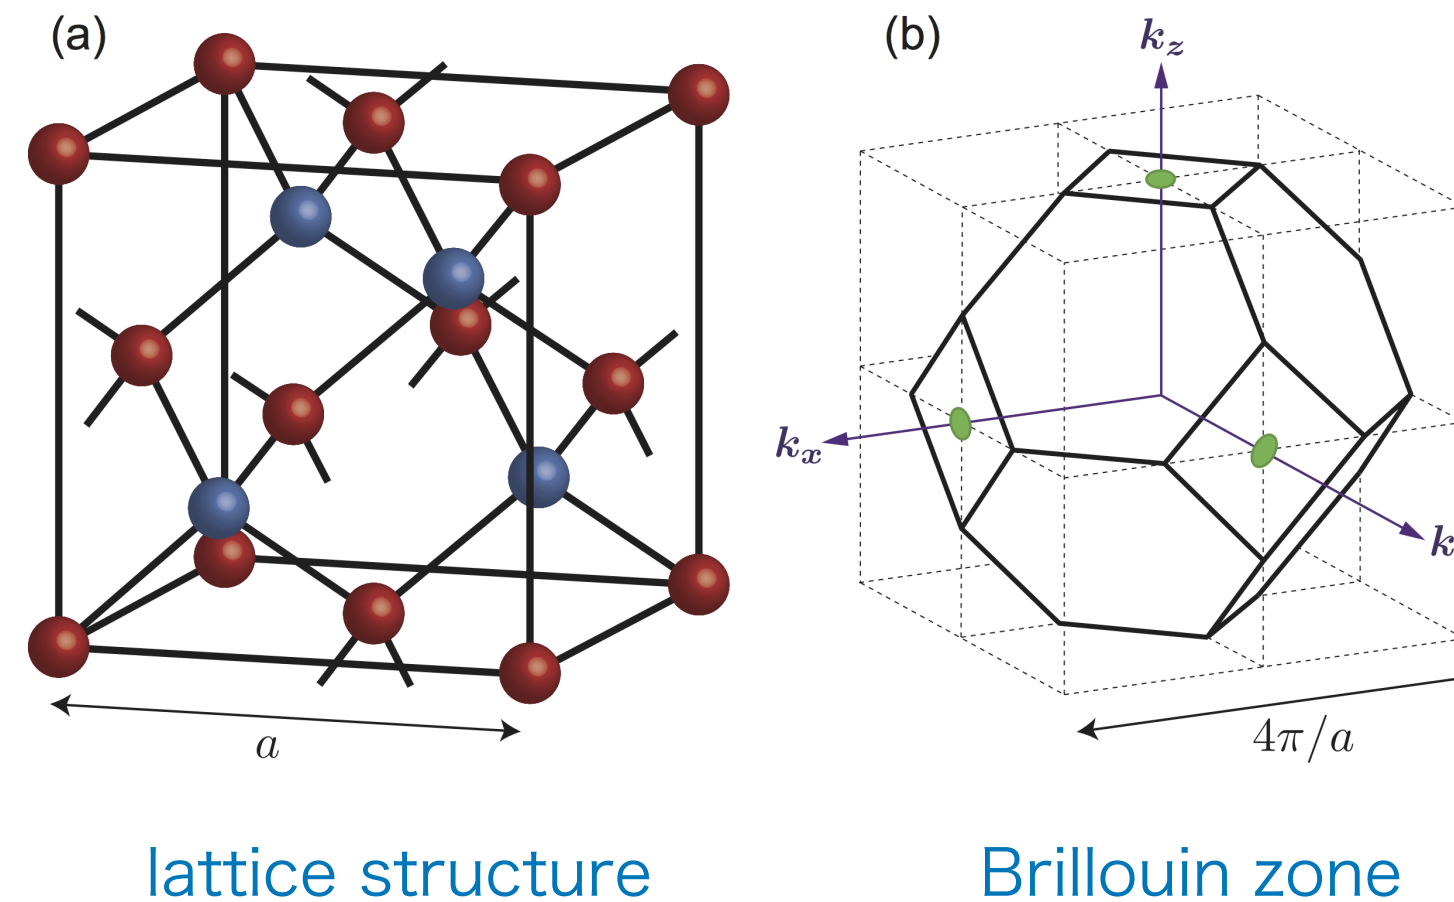 (a)
(b)
k_z
k_x
k
a
4π/a
lattice structure
Brillouin zone